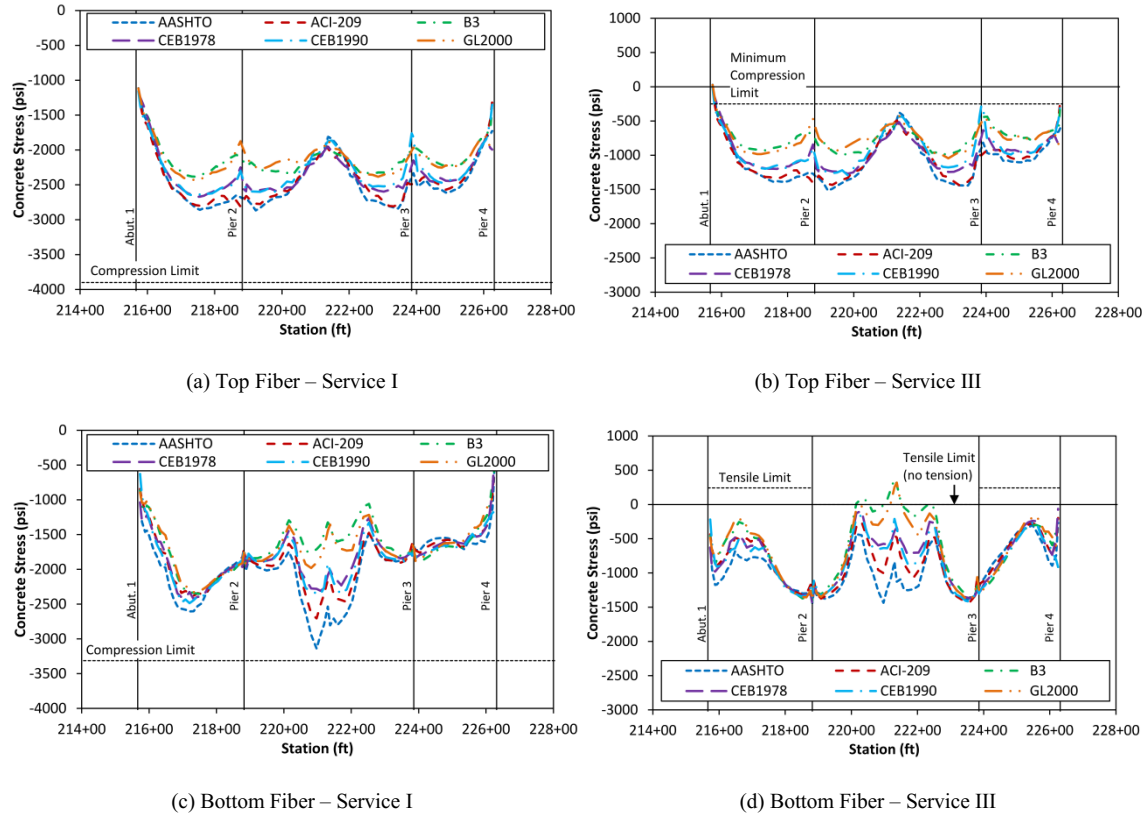 0
-500
-1000
-1500
-2000
-2500
-3000
-3500
-4000
Concrete Stress (psi)
AASHTO ACI-209 B3
CEB1978 CEB1990 GL2000
Abut. 1
Pier 2
Pier 3
Pier 4
Compression Limit
214+00 216+00 218+00 220+00 222+00 224+00 226+00 228+00
Station (ft)
(a) Top Fiber – Service I
1000
500
0
-500
-1000
-1500
-2000
-2500
-3000
Concrete Stress (psi)
Minimum
Compression
Limit
Abut. 1
Pier 2
Pier 3
Pier 4
AASHTO ACI-209 B3
CEB1978 CEB1990 GL2000
214+00 216+00 218+00 220+00 222+00 224+00 226+00 228+00
Station (ft)
(b) Top Fiber – Service III
0
-500
-1000
-1500
-2000
-2500
-3000
-3500
-4000
Concrete Stress (psi)
AASHTO ACI-209 B3
CEB1978 CEB1990 GL2000
Abut. 1
Pier 2
Pier 3
Pier 4
Compression Limit
214+00 216+00 218+00 220+00 222+00 224+00 226+00 228+00
Station (ft)
(c) Bottom Fiber – Service I
1000
500
0
-500
-1000
-1500
-2000
-2500
-3000
Concrete Stress (psi)
Tensile Limit
Tensile Limit
(no tension)
Abut. 1
Pier 2
Pier 3
Pier 4
AASHTO ACI-209 B3
CEB1978 CEB1990 GL2000
214+00 216+00 218+00 220+00 222+00 224+00 226+00 228+00
Station (ft)
(d) Bottom Fiber – Service III